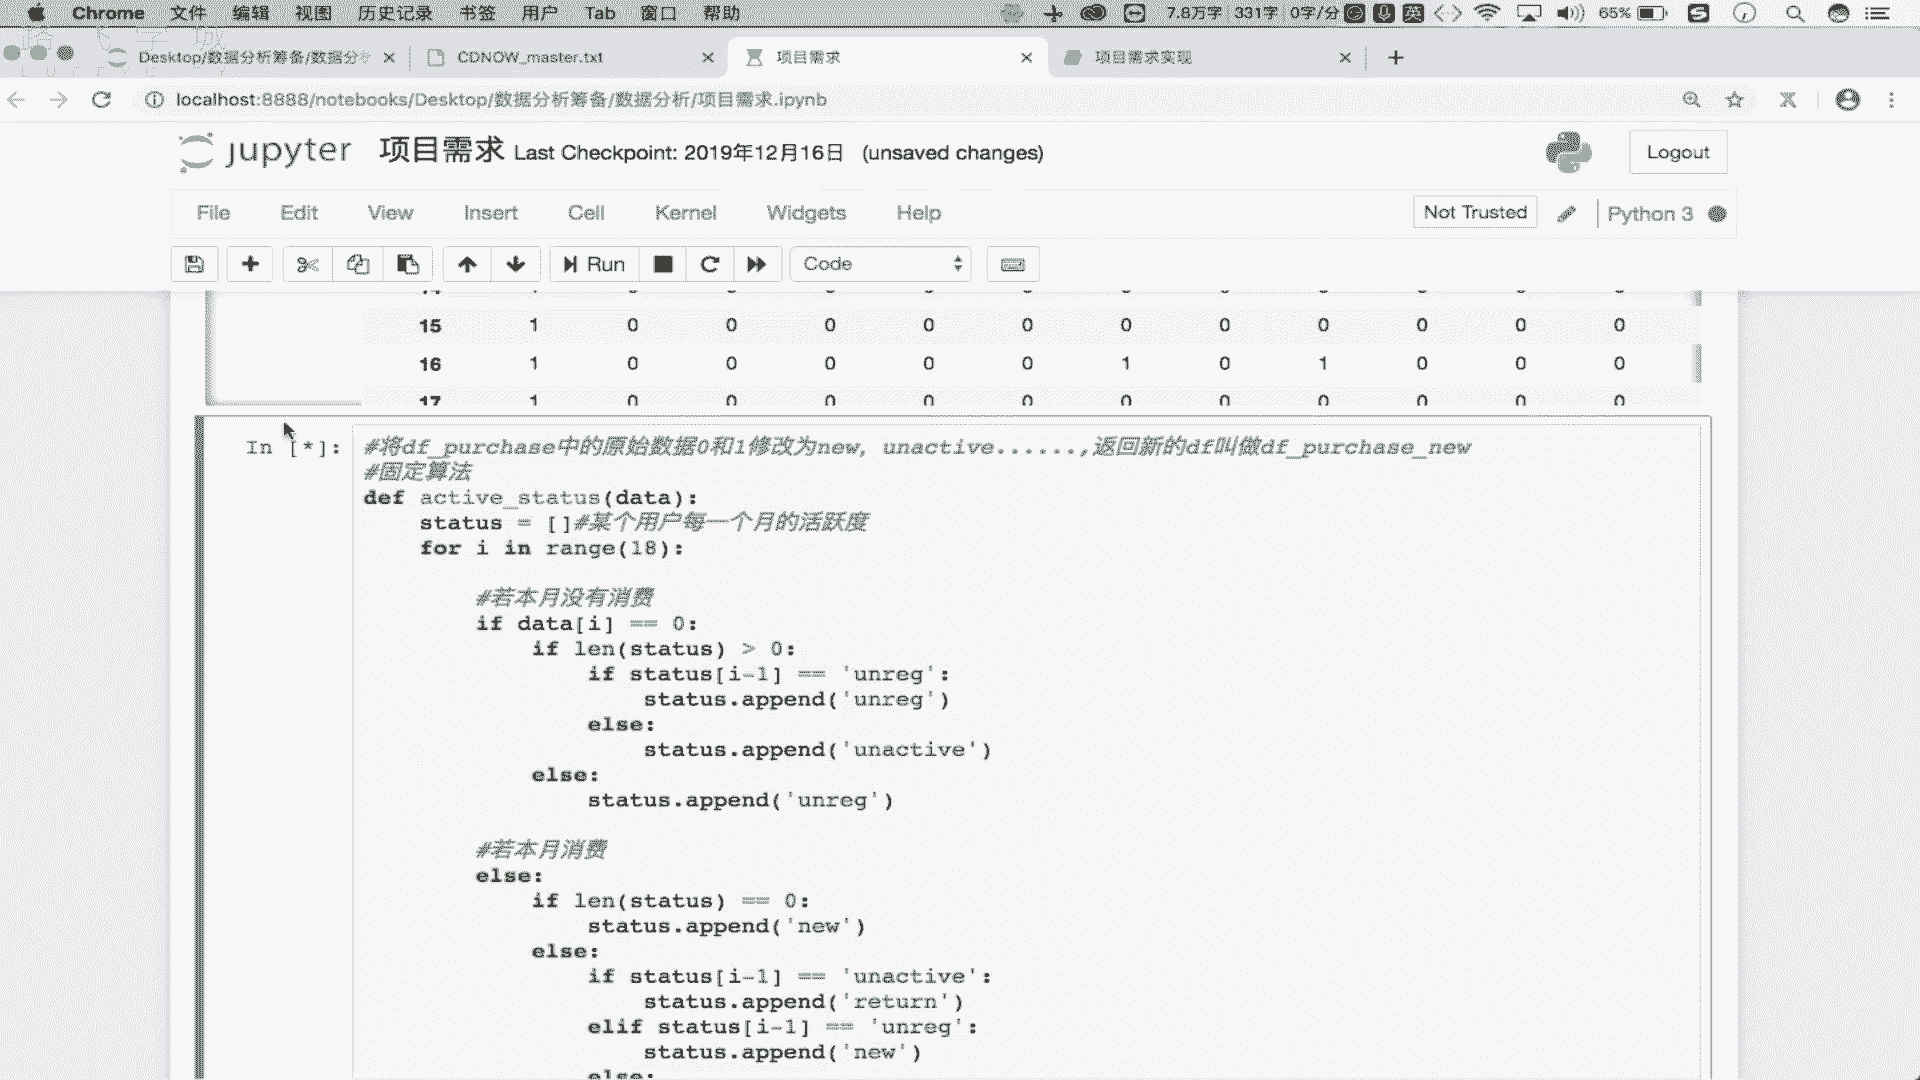 Chrome 文件 编辑 视图 历史记录 书签 用户 Tab 窗口 帮助 7.8万字 331字 0字/分 英 65%
Desktop/数据分析筹备/数据分 CDNOW_master.txt 项目需求 项目需求实现
localhost:8888/notebooks/Desktop/数据分析筹备/数据分析/项目需求.ipynb
jupyter 项目需求 Last Checkpoint: 2019年12月16日 (unsaved changes) Logout
File Edit View Insert Cell Kernel Widgets Help Not Trusted Python 3
Run Code
15 1 0 0 0 0 0 0 0 0 0 0 0
16 1 0 0 0 0 0 1 0 1 0 0 0
17 1 0 0 0 0 0 0 0 0 0 0 0
In [*]: #将df_purchase中的原始数据0和1修改为new, unactive......,返回新的df叫做df_purchase_new
#固定算法
def active_status(data):
status = []#某个用户每一个月的活跃度
for i in range(18):
#若本月没有消费
if data[i] == 0:
if len(status) > 0:
if status[i-1] == 'unreg':
status.append('unreg')
else:
status.append('unactive')
else:
status.append('unreg')
#若本月消费
else:
if len(status) == 0:
status.append('new')
else:
if status[i-1] == 'unactive':
status.append('return')
elif status[i-1] == 'unreg':
status.append('new')
else: